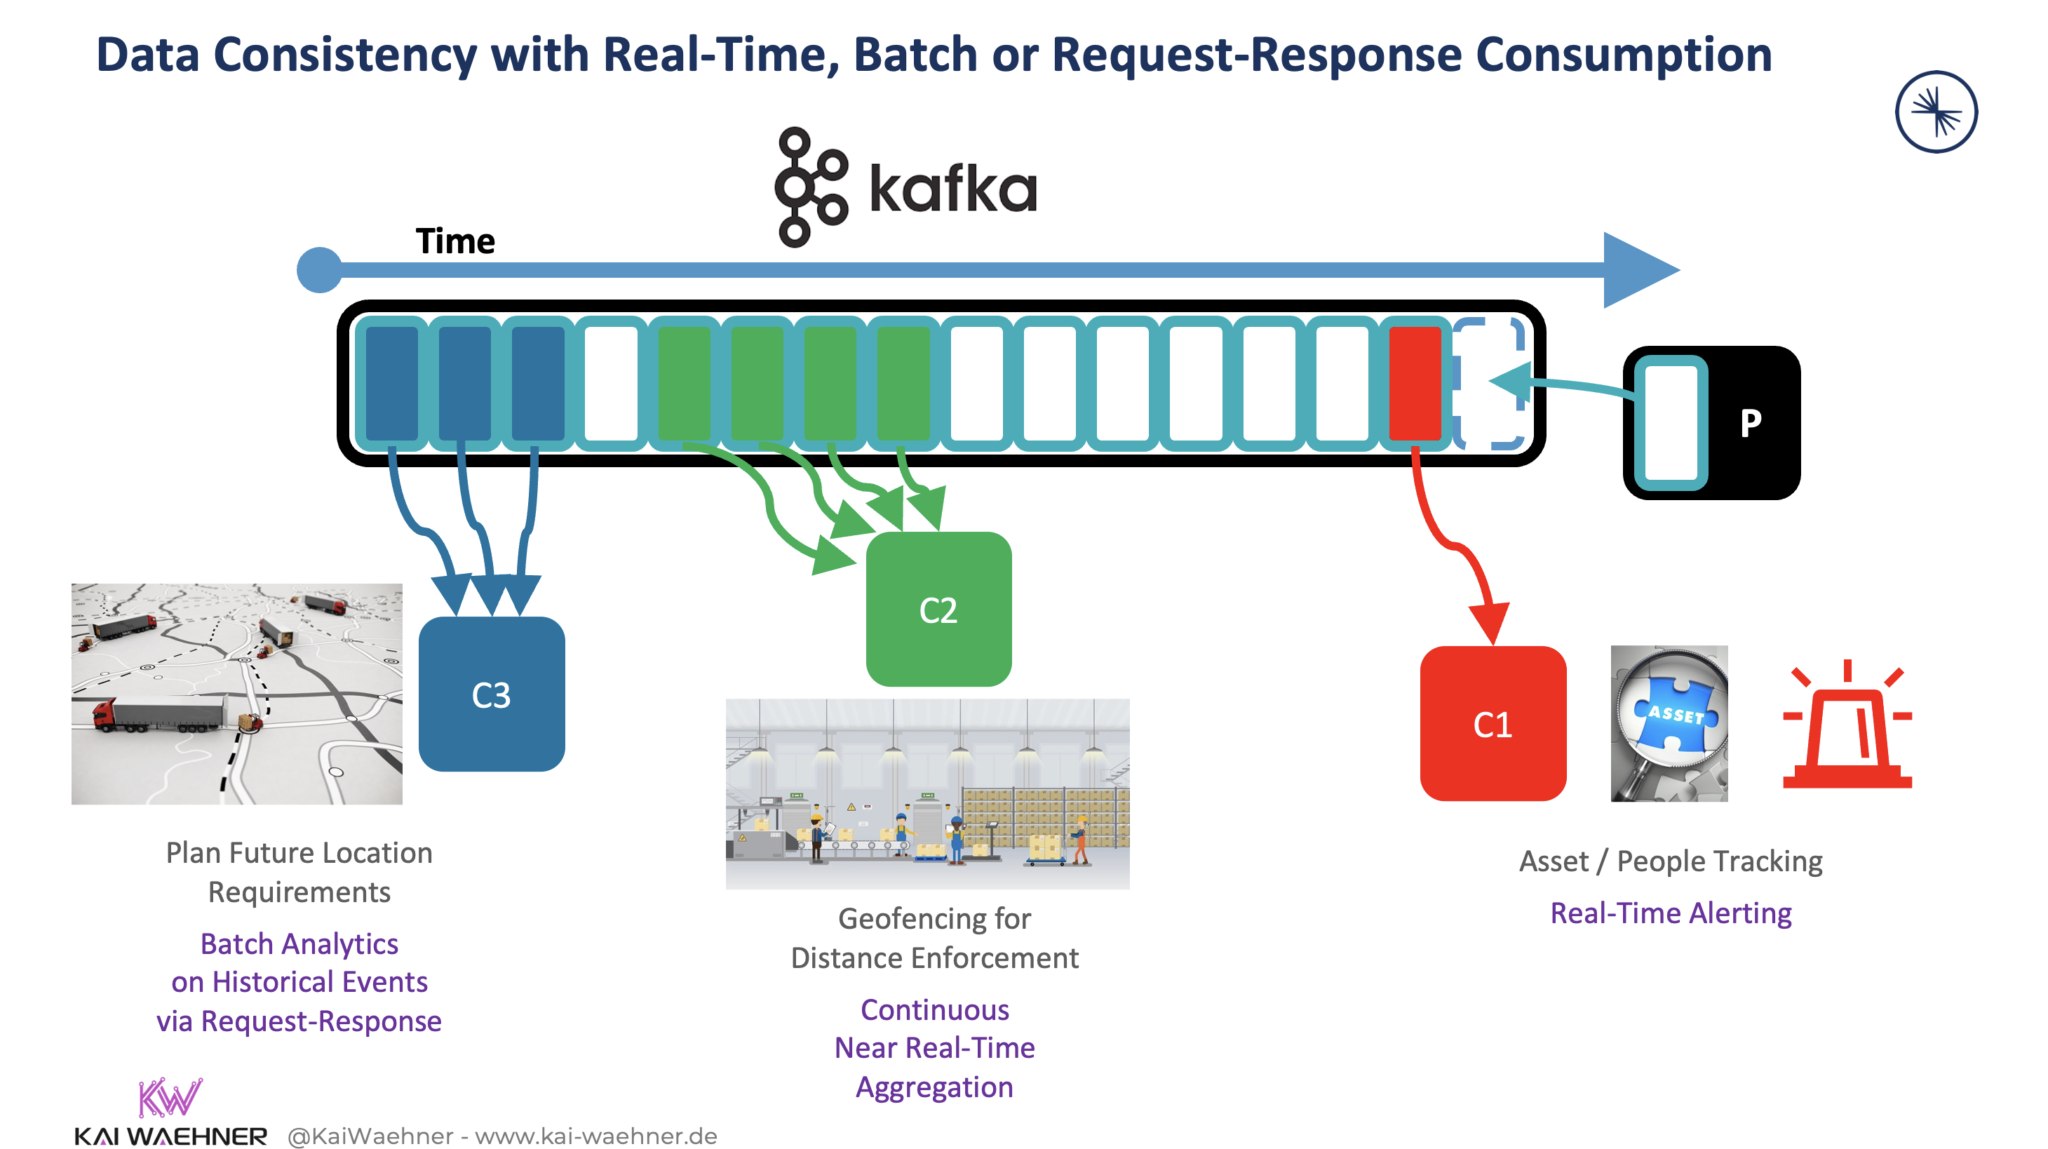 Data Consistency with Real-Time, Batch or Request-Response Consumption
kafka
Time
P
C3
C2
C1
ASSET
Plan Future Location
Requirements
Batch Analytics
on Historical Events
via Request-Response
Geofencing for
Distance Enforcement
Continuous
Near Real-Time
Aggregation
Asset / People Tracking
Real-Time Alerting
KW
KAI WAEHNER
@KaiWaehner - www.kai-waehner.de